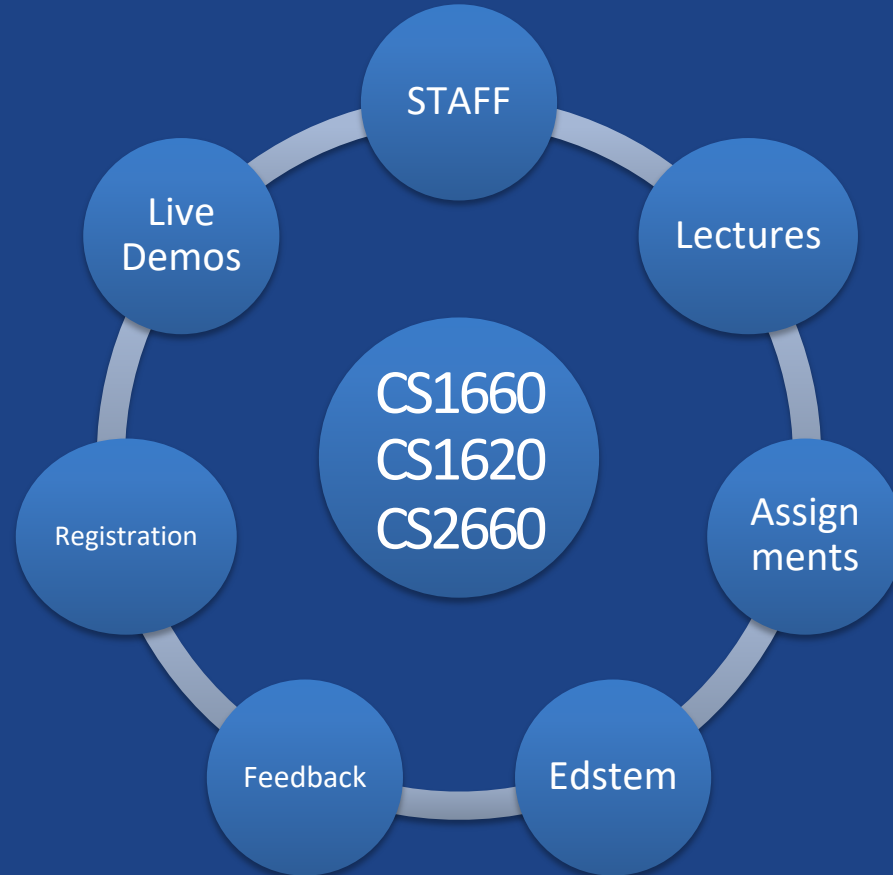 STAFF
Live
Demos
Lectures
CS1660
CS1620
CS2660
Assign
ments
Registration
Feedback
Edstem